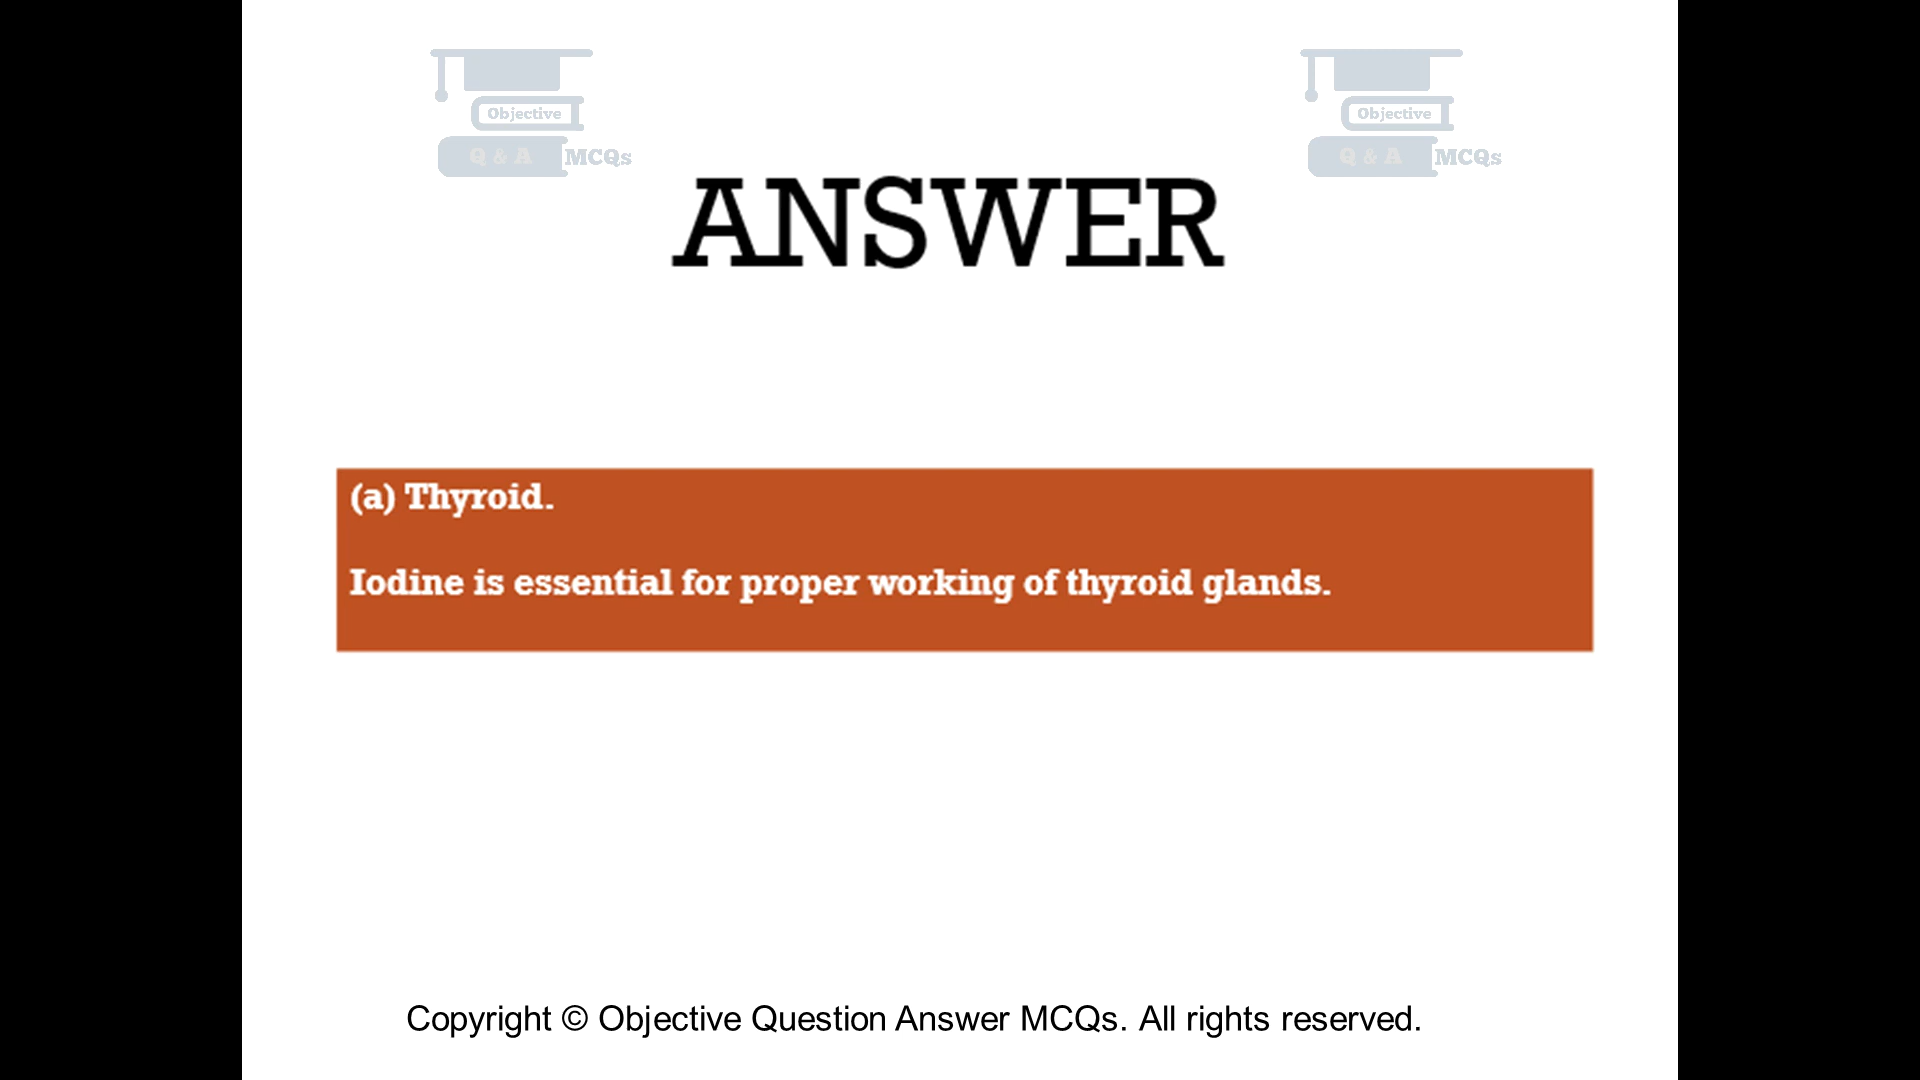 Objective
Q & A MCQs
Objective
Q & A MCQs
ANSWER
(a) Thyroid.
Iodine is essential for proper working of thyroid glands.
Copyright © Objective Question Answer MCQs. All rights reserved.